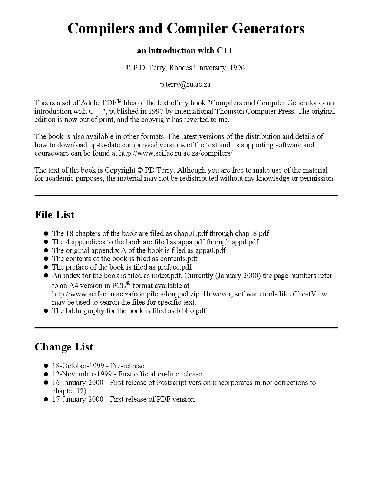 Compilers and Compiler Generators
an introduction with C++
© P.D. Terry, Rhodes University, 1996
p.terry@ru.ac.za
This is a set of Adobe PDF® files of the text of my book "Compilers and Compiler Generators - an
introduction with C++", published in 1997 by International Thomson Computer Press. The original
edition is now out of print, and the copyright has reverted to me.
The book is also available in other formats. The latest versions of the distribution and details of
how to download up-to-date compressed versions of the text and its supporting software and
courseware can be found at http://www.scifac.ru.ac.za/compilers/
The text of the book is Copyright © PD Terry. Although you are free to make use of the material
for academic purposes, the material may not be redistributed without my knowledge or permission.
File List
The 18 chapters of the book are filed as chap01.pdf through chap18.pdf
The 4 appendices to the book are filed as appa.pdf through appd.pdf
The original appendix A of the book is filed as appa0.pdf
The contents of the book is filed as contents.pdf
The preface of the book is filed as preface.pdf
An index for the book is filed as index.pdf. Currently (January 2000) the page numbers refer
to an A4 version in PCL® format available at
http://www.scifac.ru.ac.za/compilers/longpcl.zip. However, software tools like GhostView
may be used to search the files for specific text.
The bibliography for the book is filed as biblio.pdf
Change List
18-October-1999 - Pre-release
12-November-1999 - First official on-line release
16-January-2000 - First release of Postscript version (incorporates minor corrections to
chapter 12)
17-January-2000 - First release of PDF version